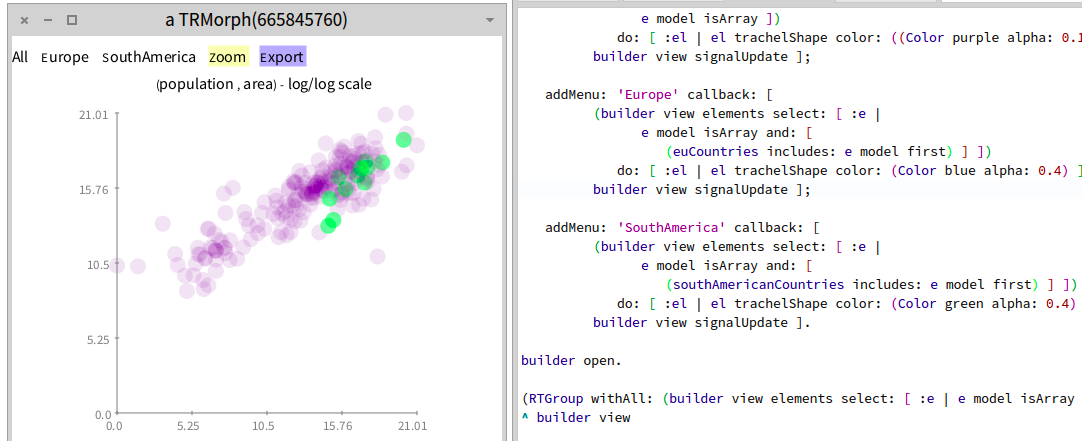 a TRMorph(665845760)
All Europe SouthAmerica Zoom Export
(population , area) - log/log scale
21.01
15.76
10.5
5.25
0.0
0.0 5.25 10.5 15.76 21.01
e model isArray ])
do: [ :el | el trachelShape color: ((Color purple alpha: 0.1
builder view signalUpdate ];
addMenu: 'Europe' callback: [
(builder view elements select: [ :e |
e model isArray and: [
(euCountries includes: e model first) ] ])
do: [ :el | el trachelShape color: (Color blue alpha: 0.4) ]
builder view signalUpdate ];
addMenu: 'SouthAmerica' callback: [
(builder view elements select: [ :e |
e model isArray and: [
(southAmericanCountries includes: e model first) ] ])
do: [ :el | el trachelShape color: (Color green alpha: 0.4)
builder view signalUpdate ].
builder open.
(RTGroup withAll: (builder view elements select: [ :e | e model isArray
^ builder view